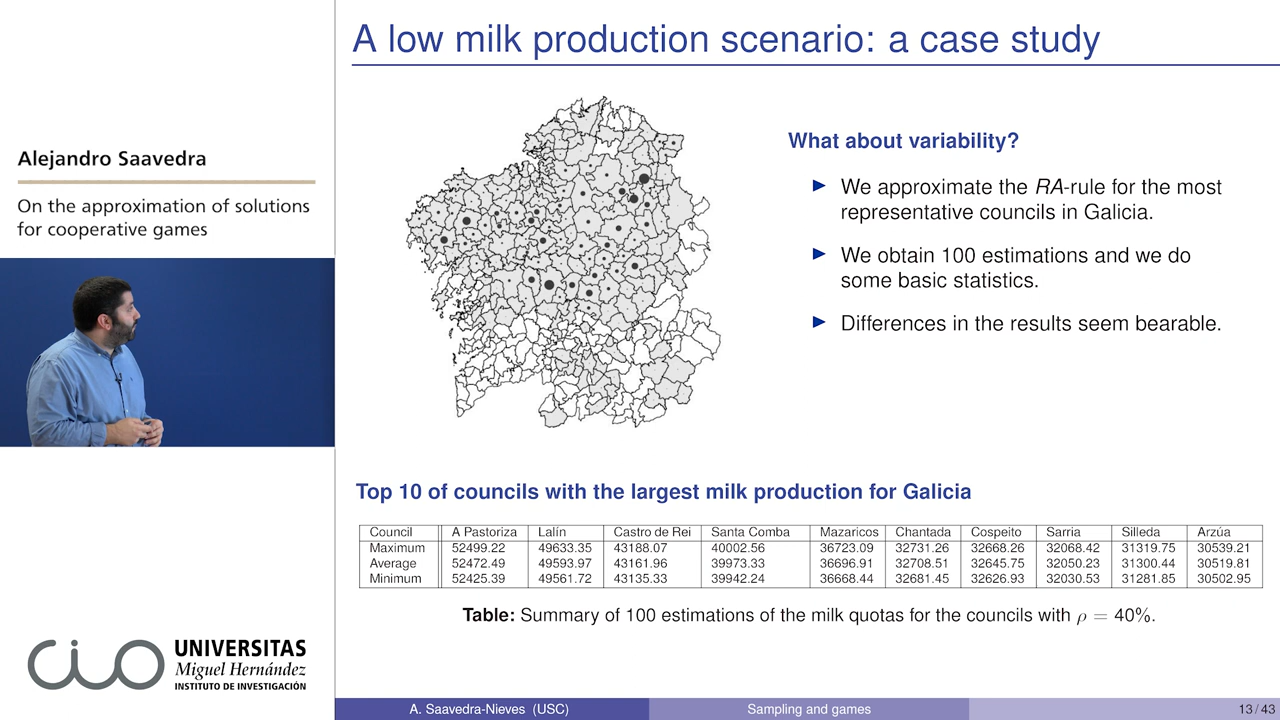 A low milk production scenario: a case study
Alejandro Saavedra
On the approximation of solutions
for cooperative games
What about variability?
We approximate the RA-rule for the most
representative councils in Galicia.
We obtain 100 estimations and we do
some basic statistics.
Differences in the results seem bearable.
Top 10 of councils with the largest milk production for Galicia
Council A Pastoriza Lalín Castro de Rei Santa Comba Mazaricos Chantada Cospeito Sarria Silleda Arzúa
Maximum 52499.22 49633.35 43188.07 40002.56 36723.09 32731.26 32668.26 32068.42 31319.75 30539.21
Average 52472.49 49593.97 43161.96 39973.33 36696.91 32708.51 32645.75 32050.23 31300.44 30519.81
Minimum 52425.39 49561.72 43135.33 39942.24 36668.44 32681.45 32626.93 32030.53 31281.85 30502.95
Table: Summary of 100 estimations of the milk quotas for the councils with ρ = 40%.
CIO
UNIVERSITAS
Miguel Hernández
INSTITUTO DE INVESTIGACIÓN
A. Saavedra-Nieves (USC) Sampling and games 13 / 43